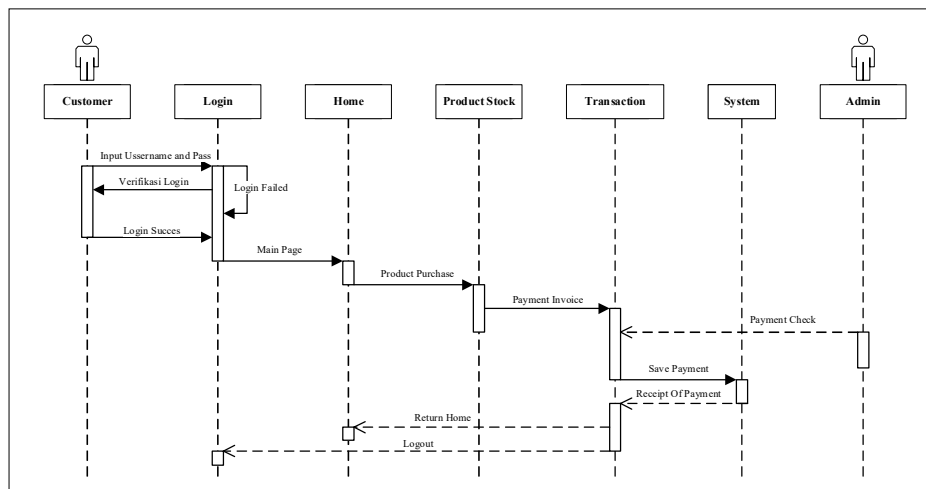 Customer
Login
Home
Product Stock
Transaction
System
Admin
Input Ussername and Pass
Verifikasi Login
Login Failed
Login Succes
Main Page
Product Purchase
Payment Invoice
Payment Check
Save Payment
Receipt Of Payment
Return Home
Logout